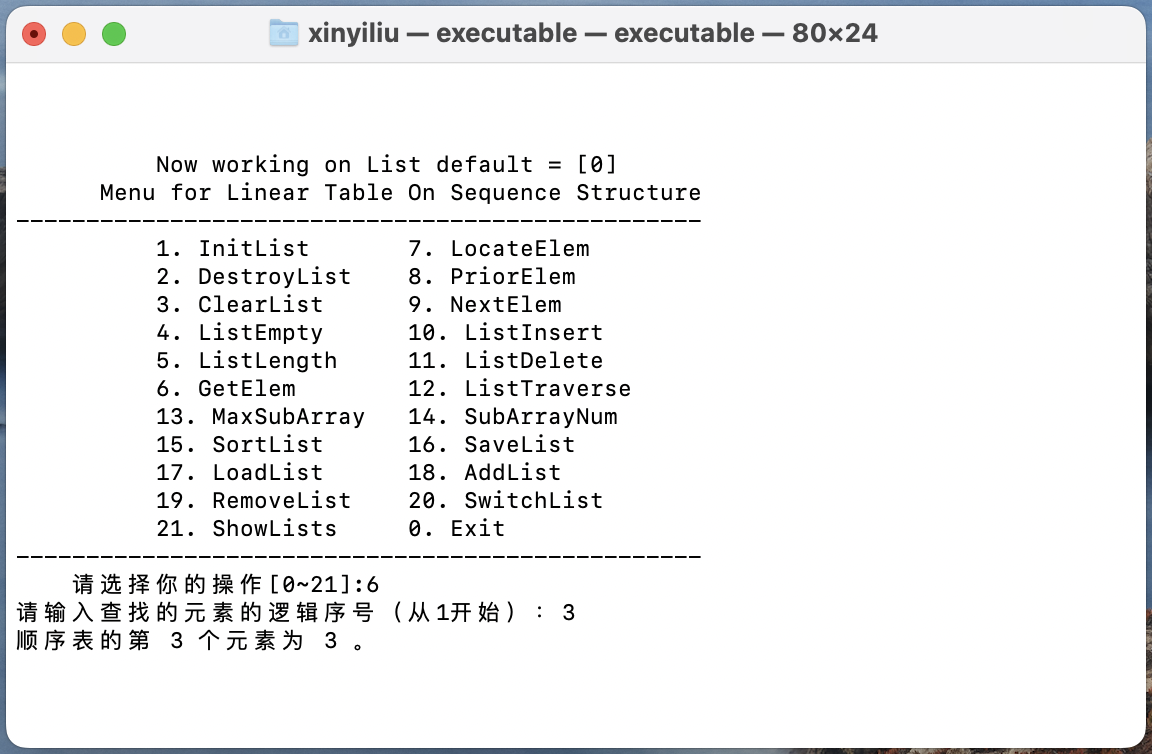 xinyiliu — executable — executable — 80×24
Now working on List default = [0]
Menu for Linear Table On Sequence Structure
-------------------------------------------------
1. InitList 7. LocateElem
2. DestroyList 8. PriorElem
3. ClearList 9. NextElem
4. ListEmpty 10. ListInsert
5. ListLength 11. ListDelete
6. GetElem 12. ListTraverse
13. MaxSubArray 14. SubArrayNum
15. SortList 16. SaveList
17. LoadList 18. AddList
19. RemoveList 20. SwitchList
21. ShowLists 0. Exit
-------------------------------------------------
请选择你的操作[0~21]:6
请输入查找的元素的逻辑序号（从1开始）：3
顺序表的第 3 个元素为 3 。